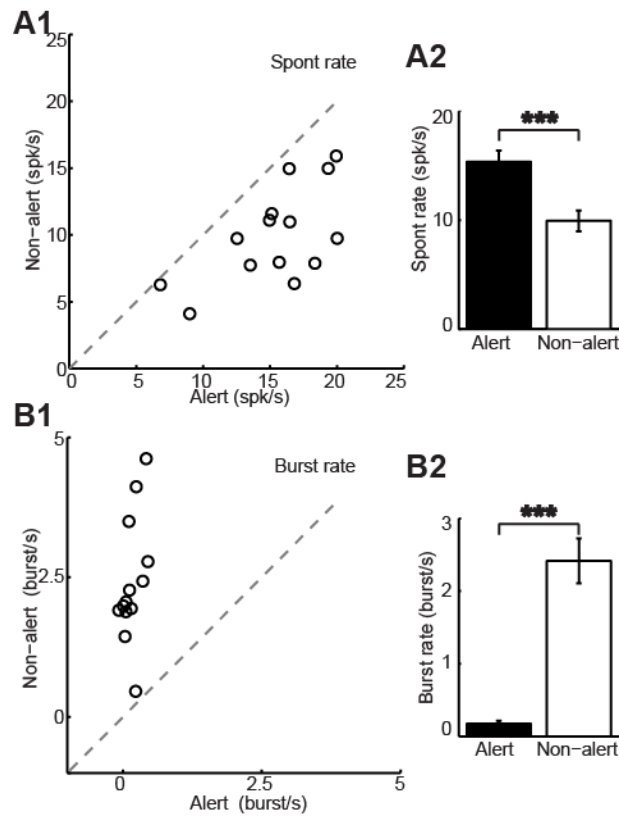 A1
25
20
15
10
5
0
Non-alert (spk/s)
Spont rate
0 5 10 15 20 25
Alert (spk/s)
A2
20
10
0
Spont rate (spk/s)
***
Alert Non-alert
B1
5
2.5
0
Non-alert (burst/s)
Burst rate
0 2.5 5
Alert (burst/s)
B2
3
2
1
0
Burst rate (burst/s)
***
Alert Non-alert